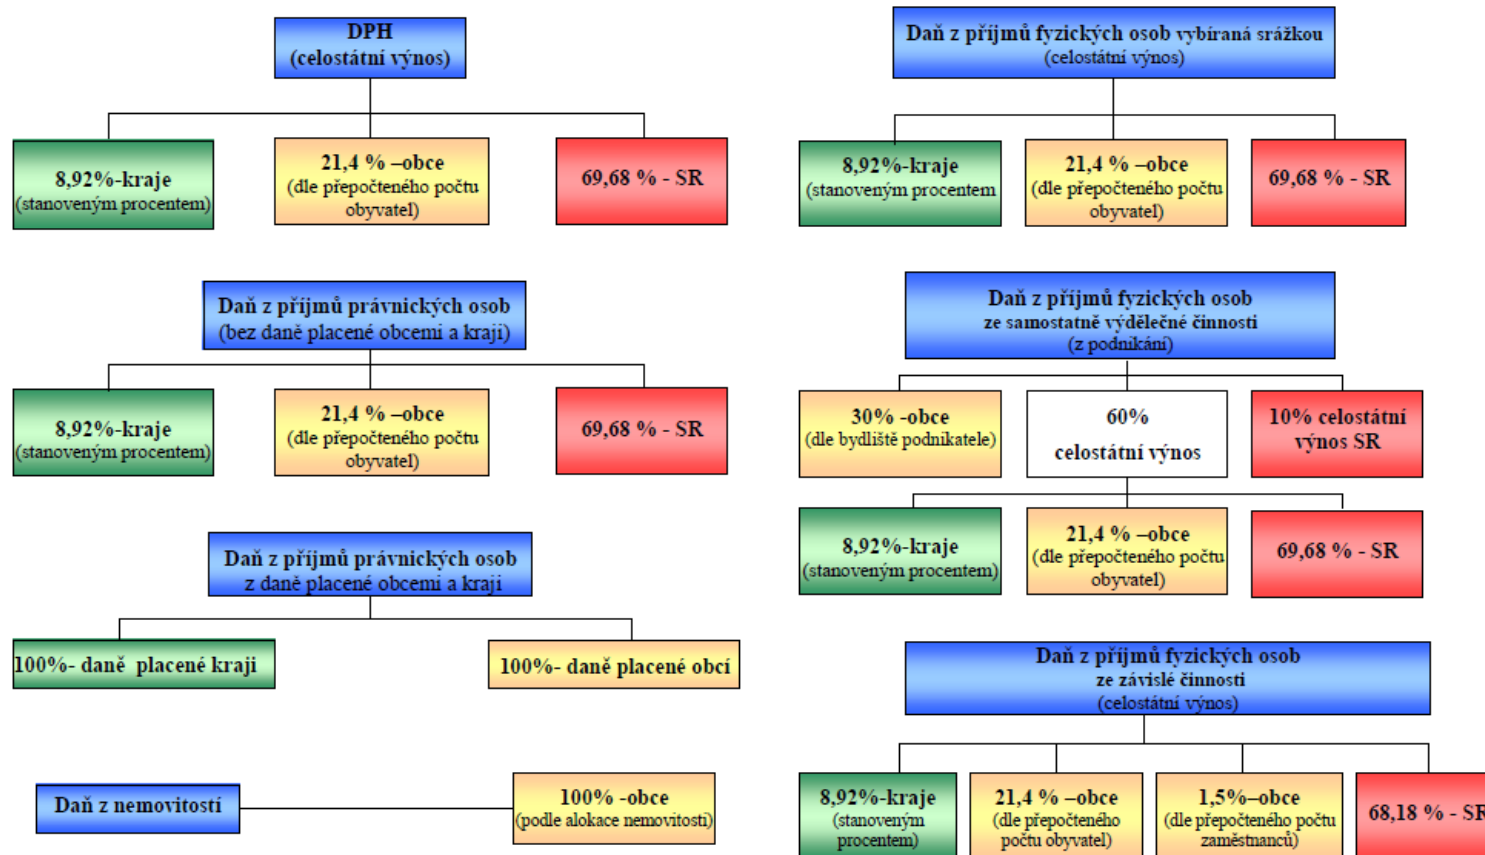 DPH
(celostátní výnos)
8,92%-kraje
(stanoveným procentem)
21,4 % –obce
(dle přepočteného počtu
obyvatel)
69,68 % - SR
Daň z příjmů právnických osob
(bez daně placené obcemi a kraji)
8,92%-kraje
(stanoveným procentem)
21,4 % –obce
(dle přepočteného počtu
obyvatel)
69,68 % - SR
Daň z příjmů právnických osob
z daně placené obcemi a kraji
100%- daně placené kraji
100%- daně placené obcí
Daň z nemovitostí
100% -obce
(podle alokace nemovitosti)
Daň z příjmů fyzických osob vybíraná srážkou
(celostátní výnos)
8,92%-kraje
(stanoveným procentem
21,4 % –obce
(dle přepočteného počtu
obyvatel)
69,68 % - SR
Daň z příjmů fyzických osob
ze samostatně výdělečné činnosti
(z podnikání)
30% -obce
(dle bydliště podnikatele)
60%
celostátní výnos
10% celostátní
výnos SR
8,92%-kraje
(stanoveným procentem)
21,4 % –obce
(dle přepočteného počtu
obyvatel)
69,68 % - SR
Daň z příjmů fyzických osob
ze závislé činnosti
(celostátní výnos)
8,92%-kraje
(stanoveným
procentem)
21,4 % –obce
(dle přepočteného
počtu obyvatel)
1,5%–obce
(dle přepočteného počtu
zaměstnanců)
68,18 % - SR